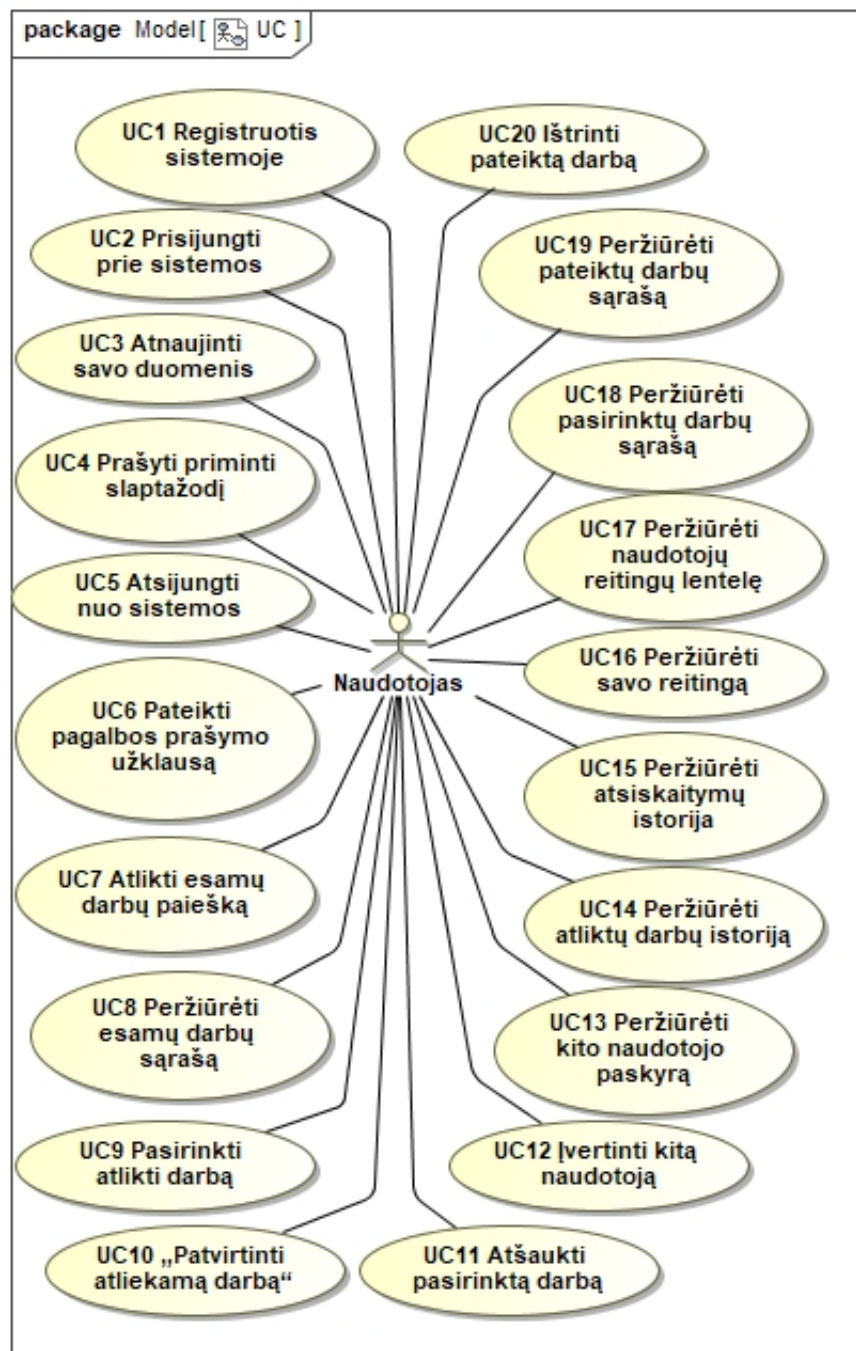 package Model[ UC ]
UC1 Registruotis
sistemoje
UC20 Ištrinti
pateiktą darbą
UC2 Prisijungti
prie sistemos
UC19 Peržiūrėti
pateiktų darbų
sąrašą
UC3 Atnaujinti
savo duomenis
UC18 Peržiūrėti
pasirinktų darbų
sąrašą
UC4 Prašyti priminti
slaptažodį
UC17 Peržiūrėti
naudotojų
reitingų lentelę
UC5 Atsijungti
nuo sistemos
UC16 Peržiūrėti
savo reitingą
Naudotojas
UC6 Pateikti
pagalbos prašymo
užklausą
UC15 Peržiūrėti
atsiskaitymų
istorija
UC7 Atlikti esamų
darbų paiešką
UC14 Peržiūrėti
atliktų darbų istoriją
UC8 Peržiūrėti
esamų darbų
sąrašą
UC13 Peržiūrėti
kito naudotojo
paskyrą
UC9 Pasirinkti
atlikti darbą
UC12 Įvertinti kitą
naudotoją
UC10 „Patvirtinti
atliekamą darbą“
UC11 Atšaukti
pasirinktą darbą